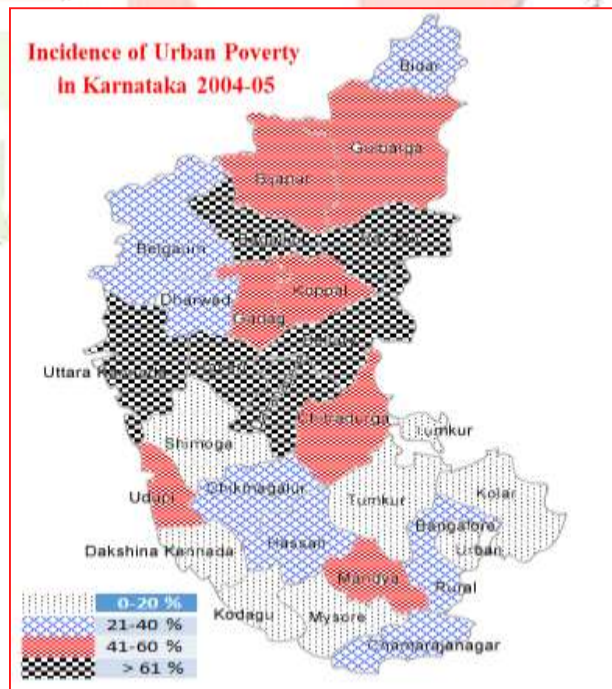 Incidence of Urban Poverty
in Karnataka 2004-05
Bidar
Gulbarga
Bijapur
Belgaum
Dharwad
Koppal
Gadag
Uttara
Chitradurga
Tumkur
Shimoga
Udupi
Chikmagalur
Tumkur
Kolar
Bangalore
Urban
Hassan
Dakshina Kannada
Mandya
Rural
Kodagu
Mysore
Chamarajanagar
0-20 %
21-40 %
41-60 %
> 61 %